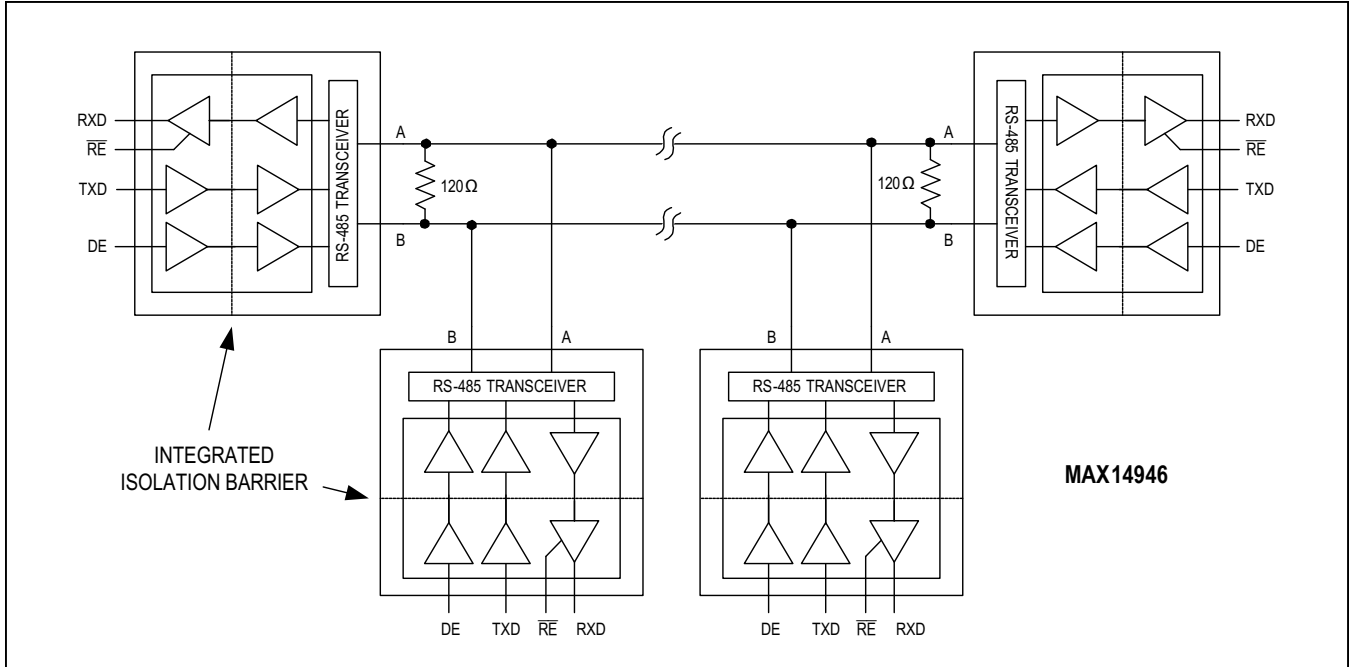 RXD
RE
TXD
DE
RS-485 TRANSCEIVER
A
120Ω
B
A
120Ω
B
RS-485 TRANSCEIVER
RXD
RE
TXD
DE
B A
RS-485 TRANSCEIVER
B A
RS-485 TRANSCEIVER
INTEGRATED
ISOLATION BARRIER
MAX14946
DE TXD RE RXD
DE TXD RE RXD